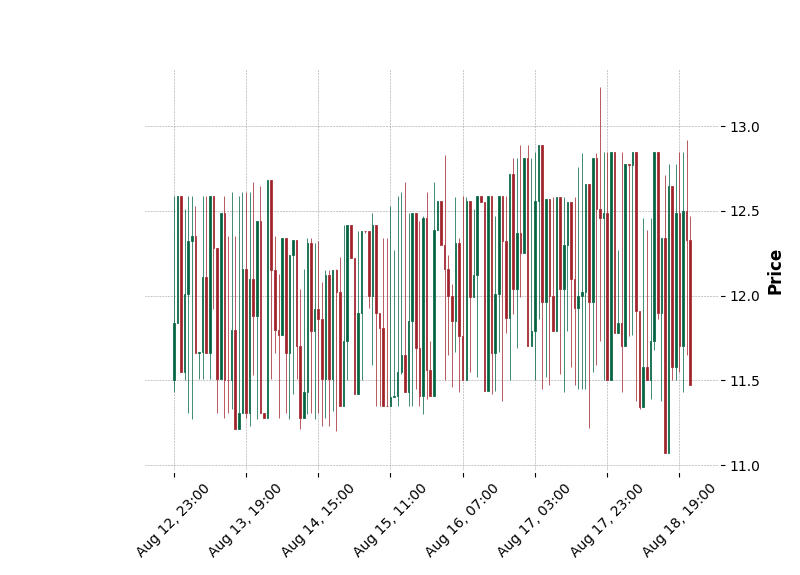 13.0
12.5
12.0
11.5
11.0
Price
Aug 12, 23:00
Aug 13, 19:00
Aug 14, 15:00
Aug 15, 11:00
Aug 16, 07:00
Aug 17, 03:00
Aug 17, 23:00
Aug 18, 19:00